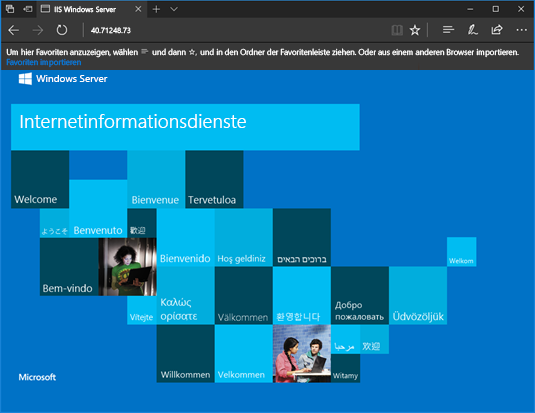 IIS Windows Server
40.71248.73
Um hier Favoriten anzuzeigen, wählen und dann ☆, und in den Ordner der Favoritenleiste ziehen. Oder aus einem anderen Browser importieren.
Favoriten importieren
Windows Server
Internetinformationsdienste
Welcome
Bienvenue
Tervetuloa
ようこそ
Benvenuto
歡迎
Bienvenido
Hoş geldiniz
ברוכים הבאים
Welkom
Bem-vindo
Vítejte
Καλώς
ορίσατε
Välkommen
환영합니다
Добро
пожаловать
Üdvözöljük
Willkommen
Velkommen
مرحبا
欢迎
Witamy
Microsoft